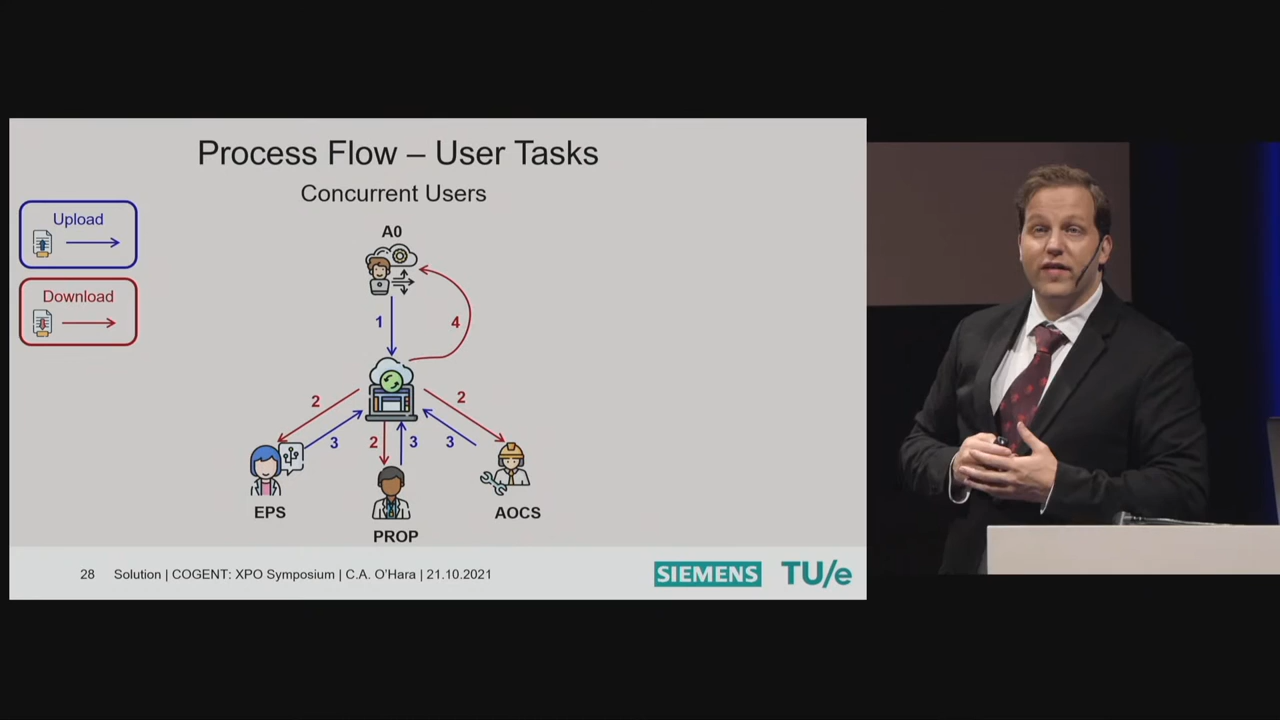 Process Flow – User Tasks
Concurrent Users
Upload
Download
A0
1
4
2
2
3
2
3
3
EPS
PROP
AOCS
28 Solution | COGENT: XPO Symposium | C.A. O'Hara | 21.10.2021
SIEMENS TU/e